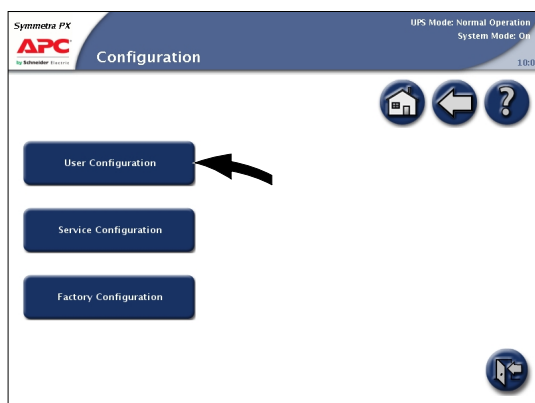 Symmetra PX
UPS Mode: Normal Operation
System Mode: On
APC
by Schneider Electric
Configuration
10:0
?
User Configuration
Service Configuration
Factory Configuration